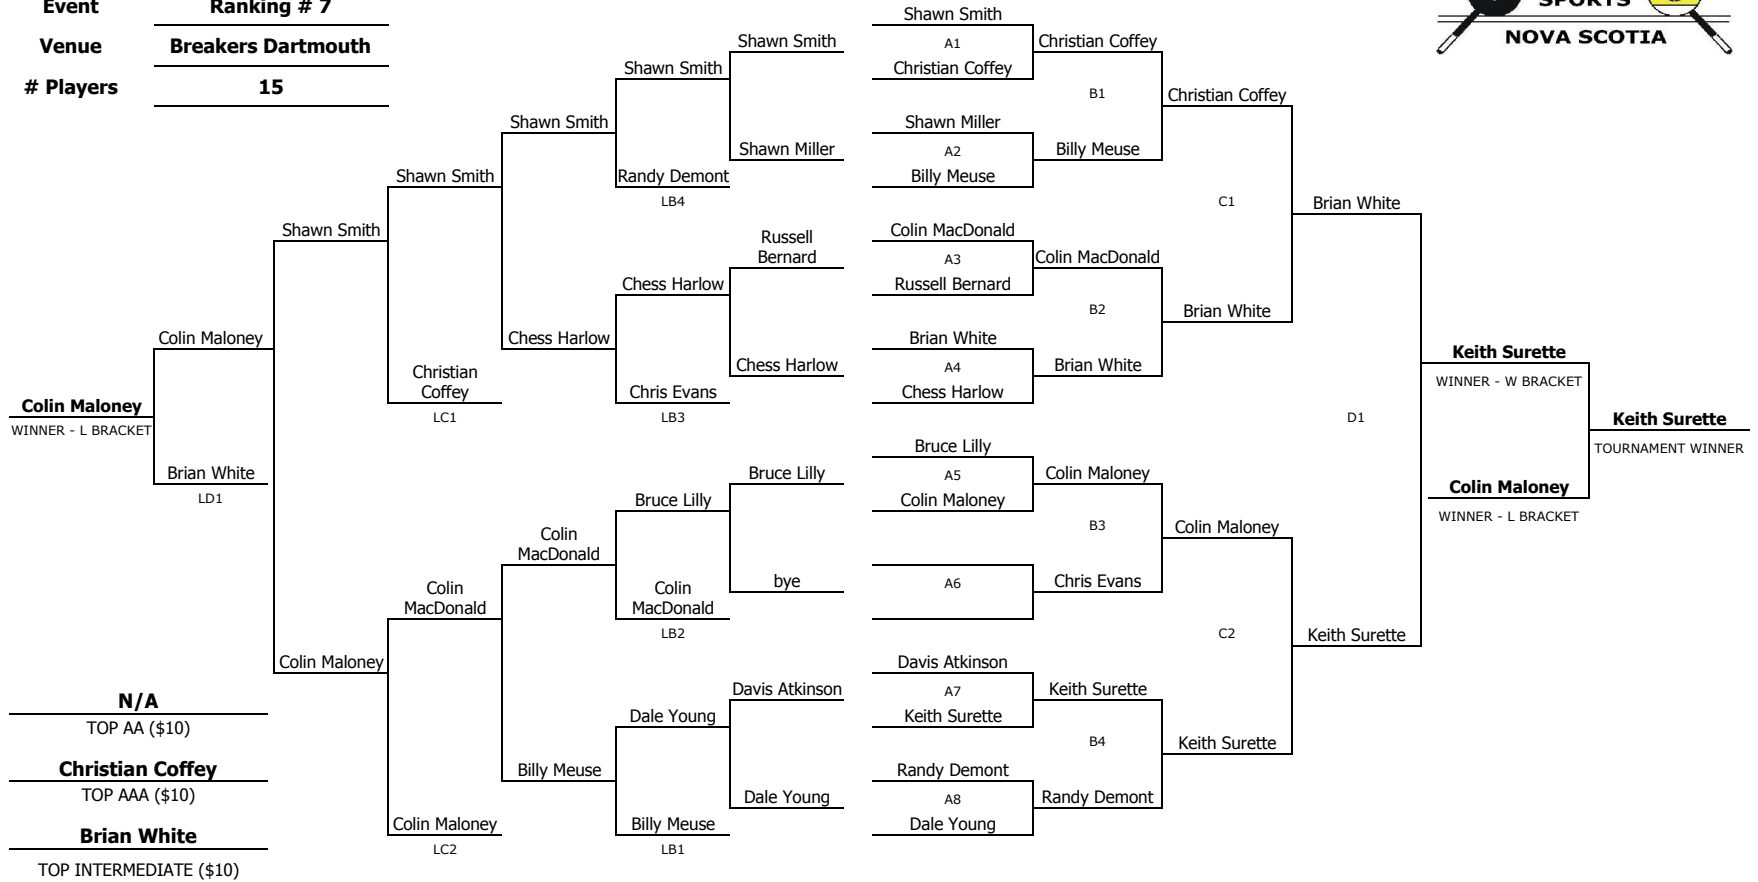 Event Ranking # 7
Venue Breakers Dartmouth
# Players 15
SPORTS
NOVA SCOTIA
Shawn Smith
A1
Christian Coffey
Shawn Miller
A2
Billy Meuse
Colin MacDonald
A3
Russell Bernard
Brian White
A4
Chess Harlow
Bruce Lilly
A5
Colin Maloney
A6
Davis Atkinson
A7
Keith Surette
Randy Demont
A8
Dale Young
Christian Coffey
B1
Billy Meuse
Colin MacDonald
B2
Brian White
Colin Maloney
B3
Chris Evans
Keith Surette
B4
Randy Demont
Christian Coffey
C1
Brian White
Colin Maloney
C2
Keith Surette
Brian White
D1
Keith Surette
Keith Surette
WINNER - W BRACKET
Colin Maloney
WINNER - L BRACKET
Keith Surette
TOURNAMENT WINNER
Shawn Smith
Shawn Miller
Russell
Bernard
Chess Harlow
Bruce Lilly
bye
Davis Atkinson
Dale Young
Shawn Smith
Randy Demont
LB4
Chess Harlow
Chris Evans
LB3
Bruce Lilly
Colin
MacDonald
LB2
Dale Young
Billy Meuse
LB1
Shawn Smith
Chess Harlow
Colin
MacDonald
Billy Meuse
Shawn Smith
Christian
Coffey
LC1
Colin
MacDonald
Colin Maloney
LC2
Shawn Smith
Colin Maloney
Colin Maloney
Brian White
LD1
Colin Maloney
WINNER - L BRACKET
N/A
TOP AA ($10)
Christian Coffey
TOP AAA ($10)
Brian White
TOP INTERMEDIATE ($10)